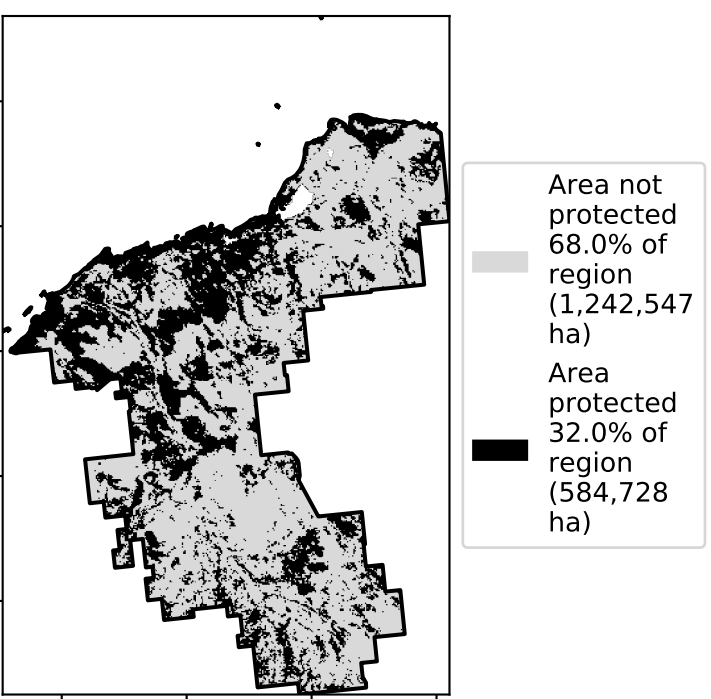 Area not
protected
68.0% of
region
(1,242,547
ha)
Area
protected
32.0% of
region
(584,728
ha)